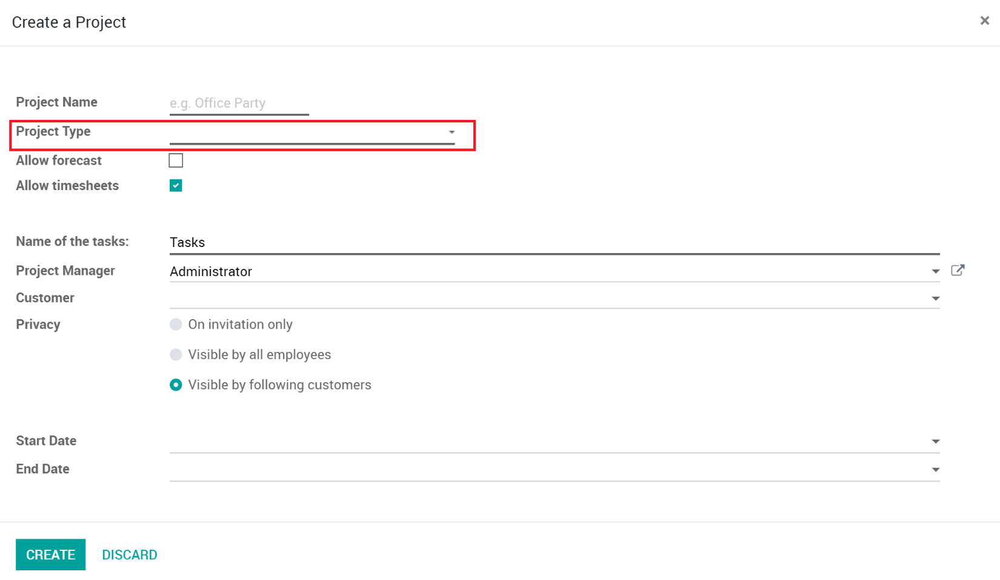 Create a Project
Project Name e.g. Office Party
Project Type
Allow forecast
Allow timesheets
Name of the tasks: Tasks
Project Manager Administrator
Customer
Privacy On invitation only
Visible by all employees
Visible by following customers
Start Date
End Date
CREATE DISCARD